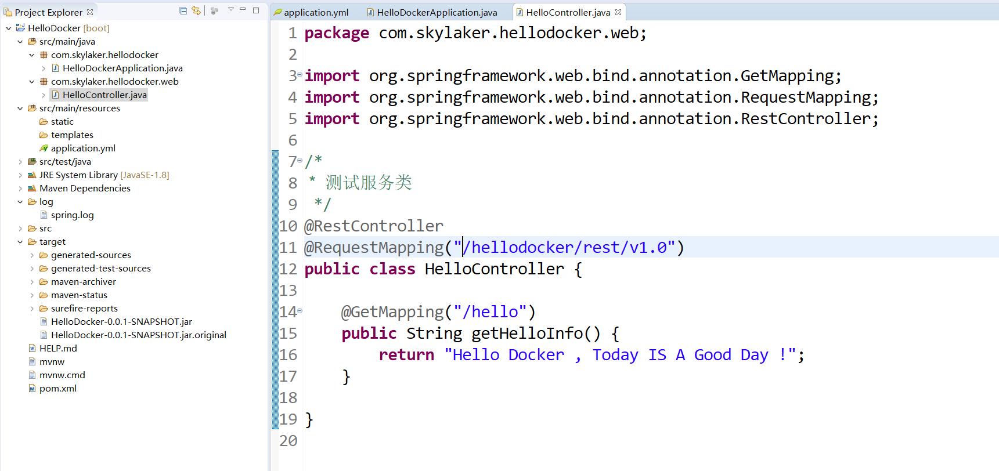 Project Explorer
HelloDocker [boot]
src/main/java
com.skylaker.hellodocker
HelloDockerApplication.java
com.skylaker.hellodocker.web
HelloController.java
src/main/resources
static
templates
application.yml
src/test/java
JRE System Library [JavaSE-1.8]
Maven Dependencies
log
spring.log
src
target
generated-sources
generated-test-sources
maven-archiver
maven-status
surefire-reports
HelloDocker-0.0.1-SNAPSHOT.jar
HelloDocker-0.0.1-SNAPSHOT.jar.original
HELP.md
mvnw
mvnw.cmd
pom.xml
application.yml HelloDockerApplication.java HelloController.java
1 package com.skylaker.hellodocker.web;
2
3 import org.springframework.web.bind.annotation.GetMapping;
4 import org.springframework.web.bind.annotation.RequestMapping;
5 import org.springframework.web.bind.annotation.RestController;
6
7 /*
8 * 测试服务类
9 */
10 @RestController
11 @RequestMapping("/hellodocker/rest/v1.0")
12 public class HelloController {
13
14 @GetMapping("/hello")
15 public String getHelloInfo() {
16 return "Hello Docker , Today IS A Good Day !";
17 }
18
19 }
20